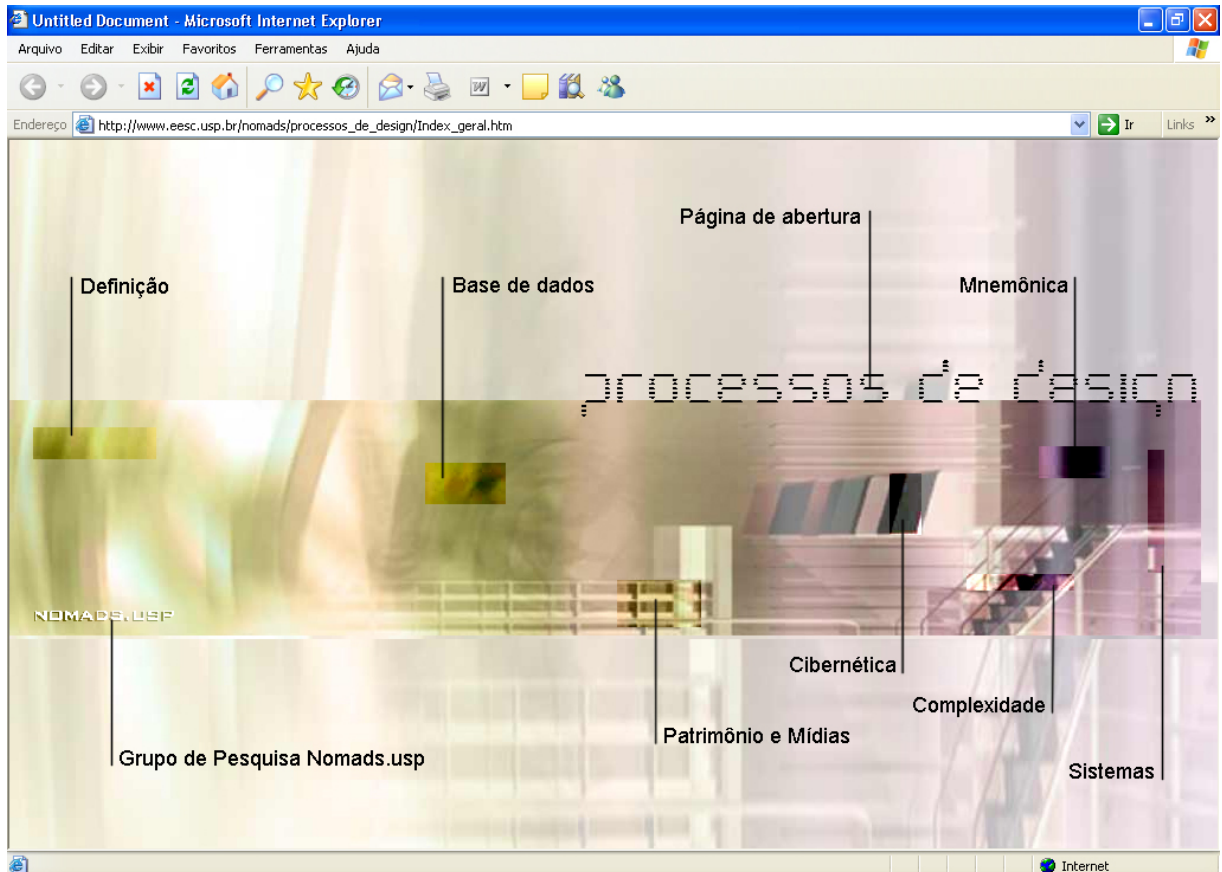 Untitled Document - Microsoft Internet Explorer
Arquivo Editar Exibir Favoritos Ferramentas Ajuda
Endereço http://www.eesc.usp.br/nomads/processos_de_design/Index_geral.htm Ir Links »
Página de abertura
Definição
Base de dados
Mnemônica
processos de design
NOMADS.USP
Cibernética
Complexidade
Patrimônio e Mídias
Grupo de Pesquisa Nomads.usp
Sistemas
Internet